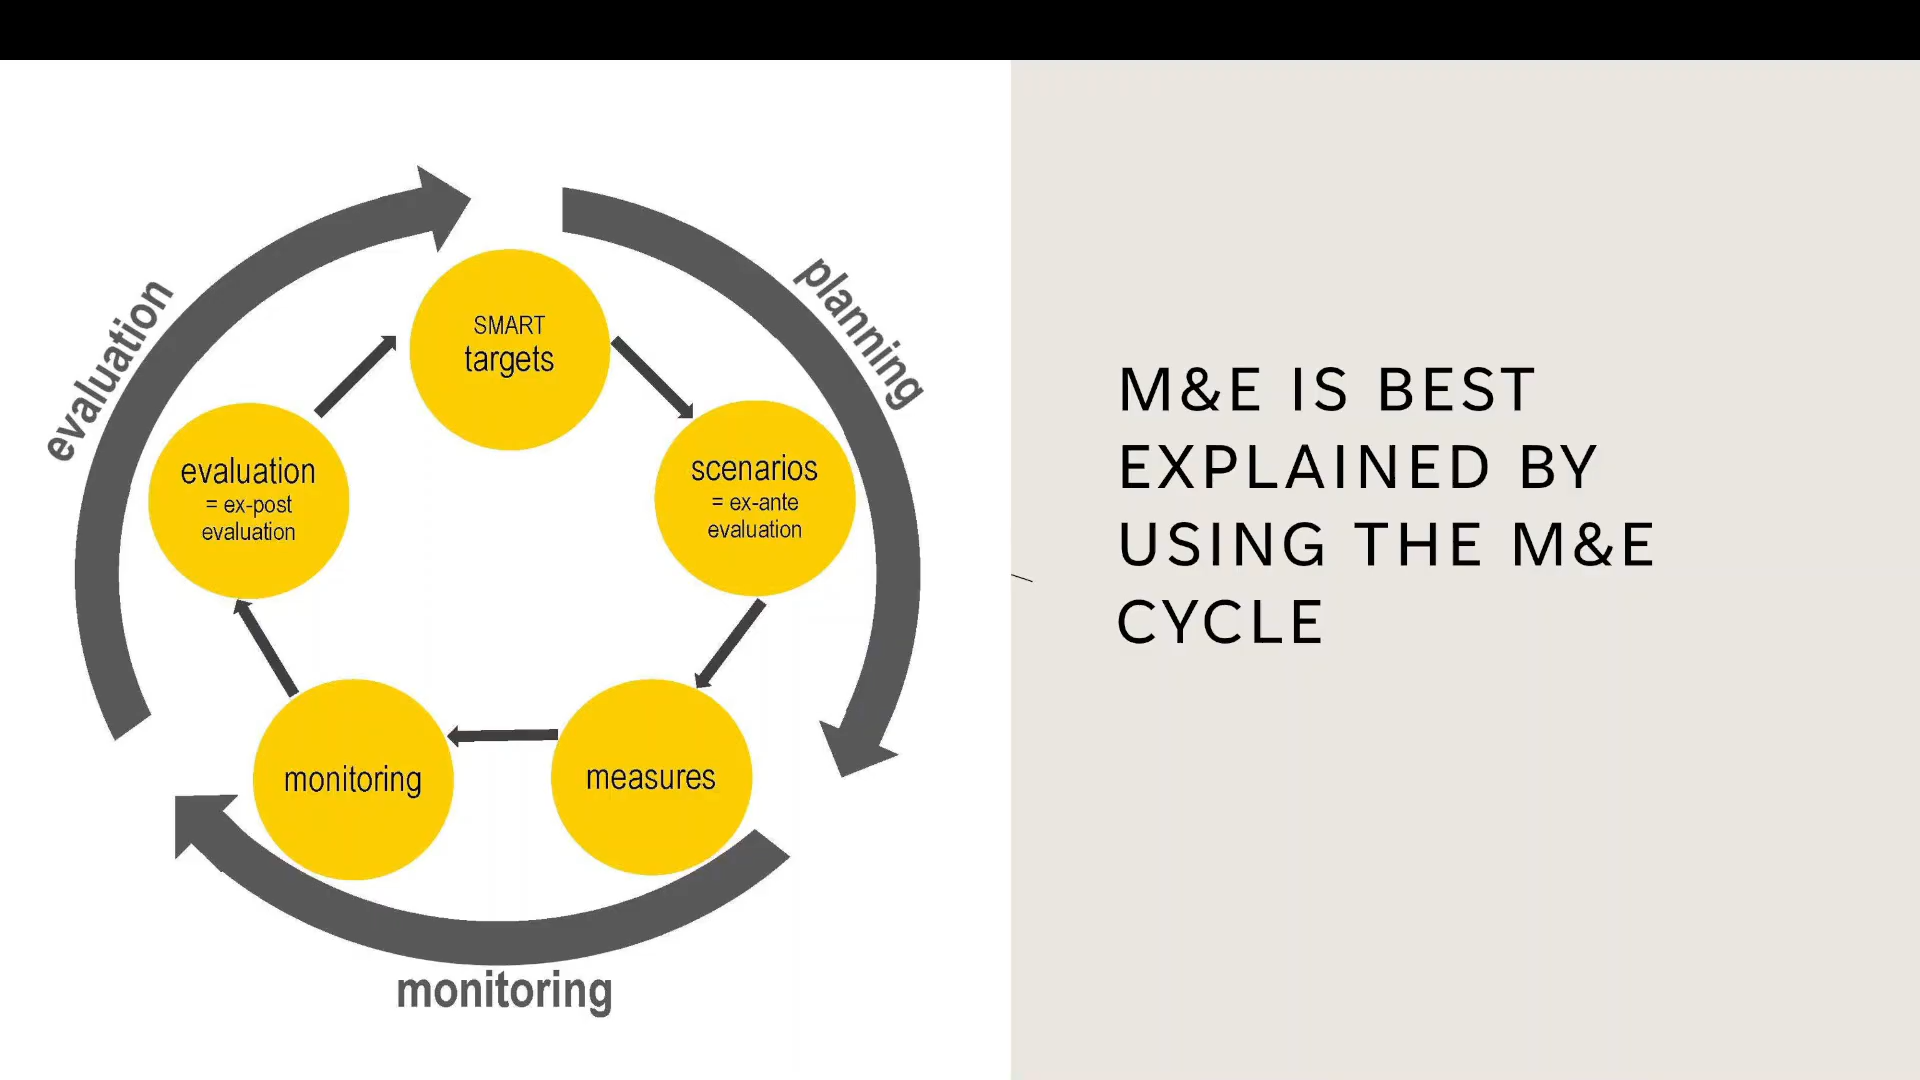 evaluation
planning
SMART
targets
scenarios
= ex-ante
evaluation
measures
monitoring
evaluation
= ex-post
evaluation
monitoring
M&E IS BEST
EXPLAINED BY
USING THE M&E
CYCLE